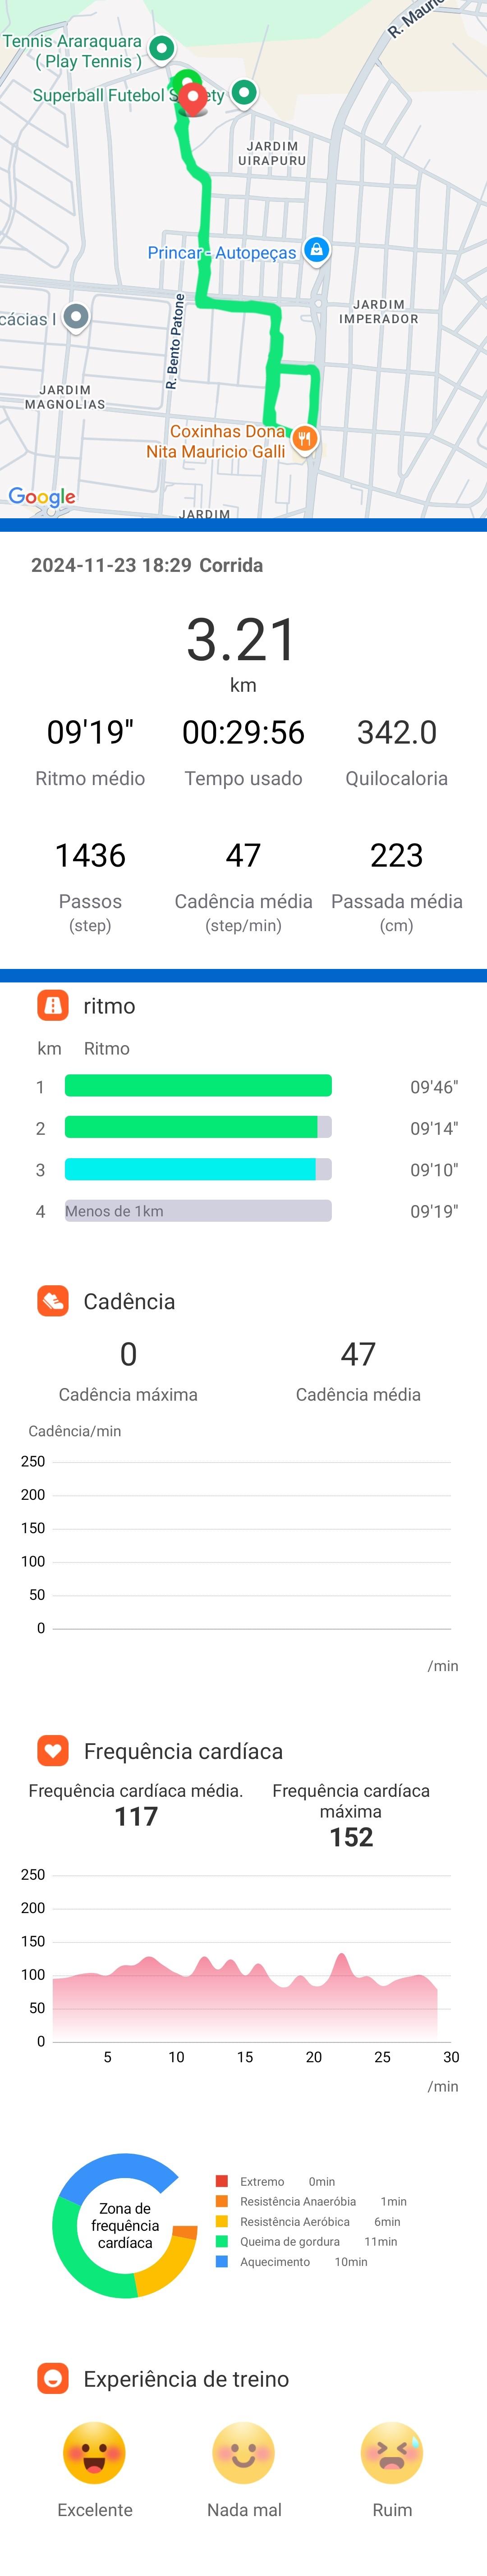 R. Mauric
Tennis Araraquara
( Play Tennis )
Superball Futebol S ety
JARDIM
UIRAPURU
Princar - Autopeças
JARDIM
IMPERADOR
cácias I
R. Bento Patone
JARDIM
MAGNOLIAS
Coxinhas Dona
Nita Mauricio Galli
Google
JARDIM
2024-11-23 18:29 Corrida
3.21
km
09'19" 00:29:56 342.0
Ritmo médio Tempo usado Quilocaloria
1436 47 223
Passos Cadência média Passada média
(step) (step/min) (cm)
ritmo
km Ritmo
1 09'46"
2 09'14"
3 09'10"
4 Menos de 1km 09'19"
Cadência
0 47
Cadência máxima Cadência média
Cadência/min
250
200
150
100
50
0
/min
Frequência cardíaca
Frequência cardíaca média. Frequência cardíaca
máxima
117 152
250
200
150
100
50
0
5 10 15 20 25 30
/min
Zona de
frequência
cardíaca
Extremo 0min
Resistência Anaeróbia 1min
Resistência Aeróbica 6min
Queima de gordura 11min
Aquecimento 10min
Experiência de treino
Excelente Nada mal Ruim